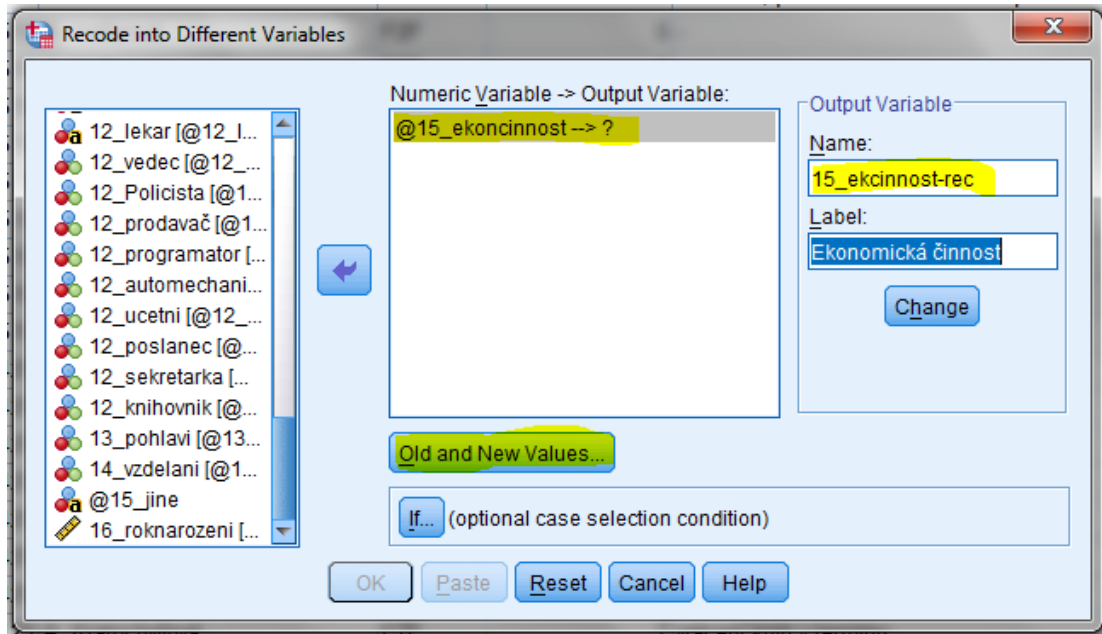 Recode into Different Variables
12_lekar [@12_l...
12_vedec [@12_...
12_Policista [@1...
12_prodavač [@1...
12_programator [...
12_automechani...
12_ucetni [@12_...
12_poslanec [@...
12_sekretarka [...
12_knihovnik [@...
13_pohlavi [@13...
14_vzdelani [@1...
@15_jine
16_roknarozeni [...
Numeric Variable -> Output Variable:
@15_ekoncinnost --> ?
Old and New Values...
If... (optional case selection condition)
Output Variable
Name:
15_ekcinnost-rec
Label:
Ekonomická činnost
Change
OK Paste Reset Cancel Help